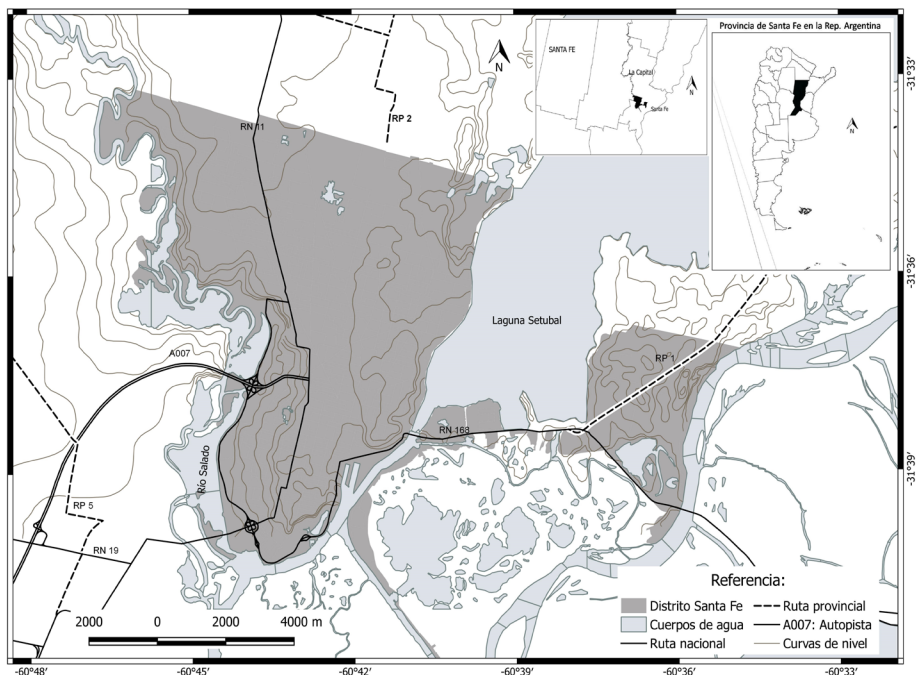 Provincia de Santa Fe en la Rep. Argentina
SANTA FE
La Capital
Santa Fe
N
N
N
RN 11
RP 2
Laguna Setubal
RP 1
A007
RN 168
Río Salado
RP 5
RN 19
-31°33′
-31°36′
-31°39′
Referencia:
Distrito Santa Fe
Ruta provincial
Cuerpos de agua
A007: Autopista
Ruta nacional
Curvas de nivel
2000 0 2000 4000 m
-60°48′ -60°45′ -60°42′ -60°39′ -60°36′ -60°33′